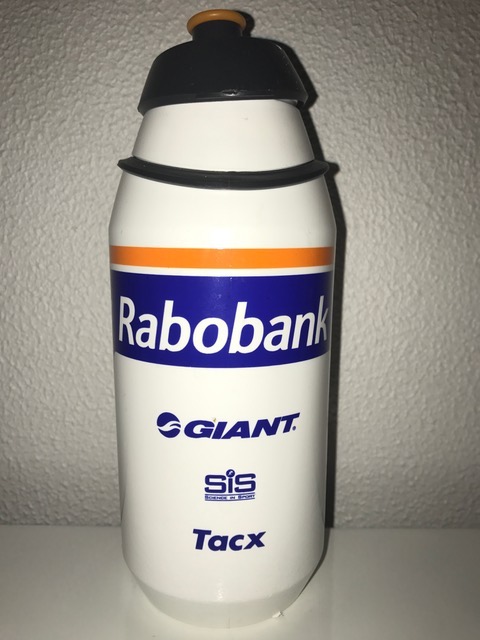 Rabobank
GIANT
SiS
SCIENCE IN SPORT
Tacx